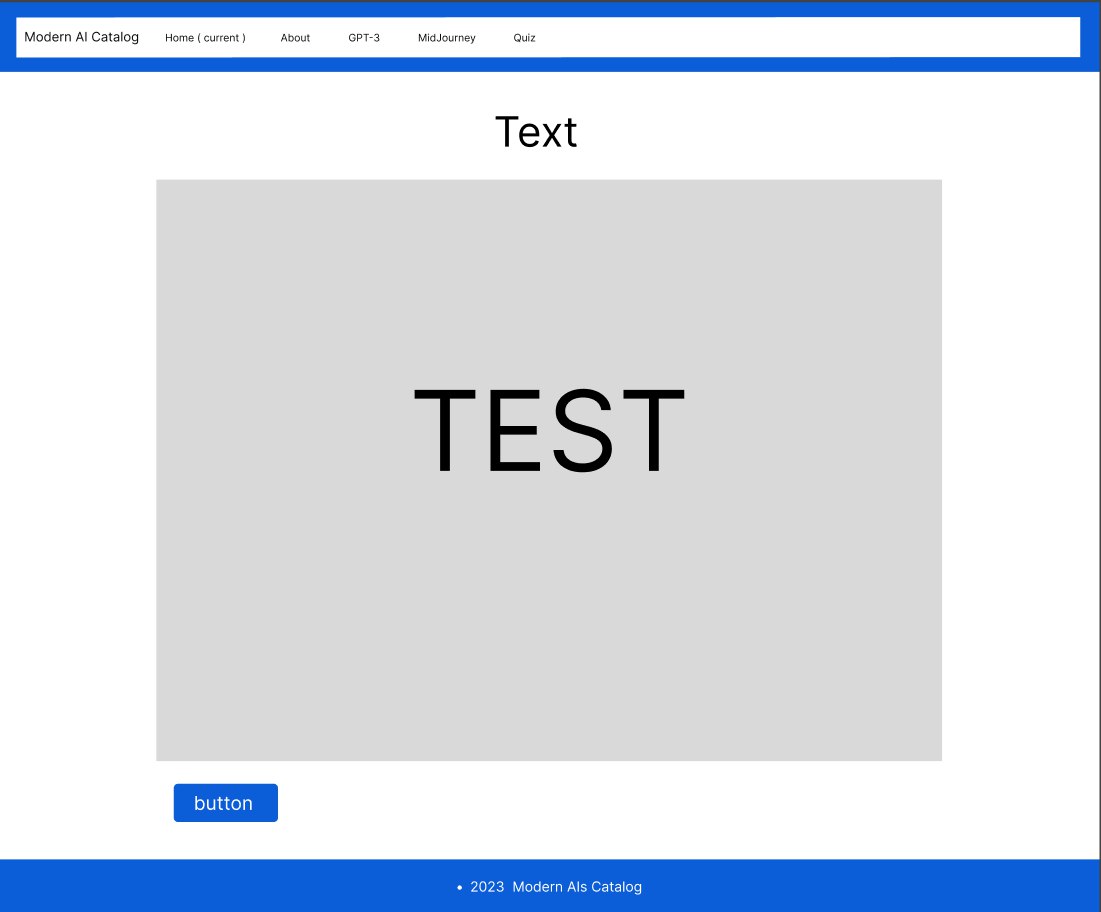 Modern AI Catalog Home ( current ) About GPT-3 MidJourney Quiz
Text
TEST
button
• 2023 Modern AIs Catalog